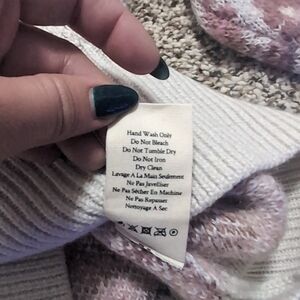 Hand Wash Only
Do Not Bleach
Do Not Tumble Dry
Do Not Iron
Dry Clean
Lavage A La Main Seulement
Ne Pas Javelliser
Ne Pas Sécher En Machine
Ne Pas Repasser
Nettoyage A Sec